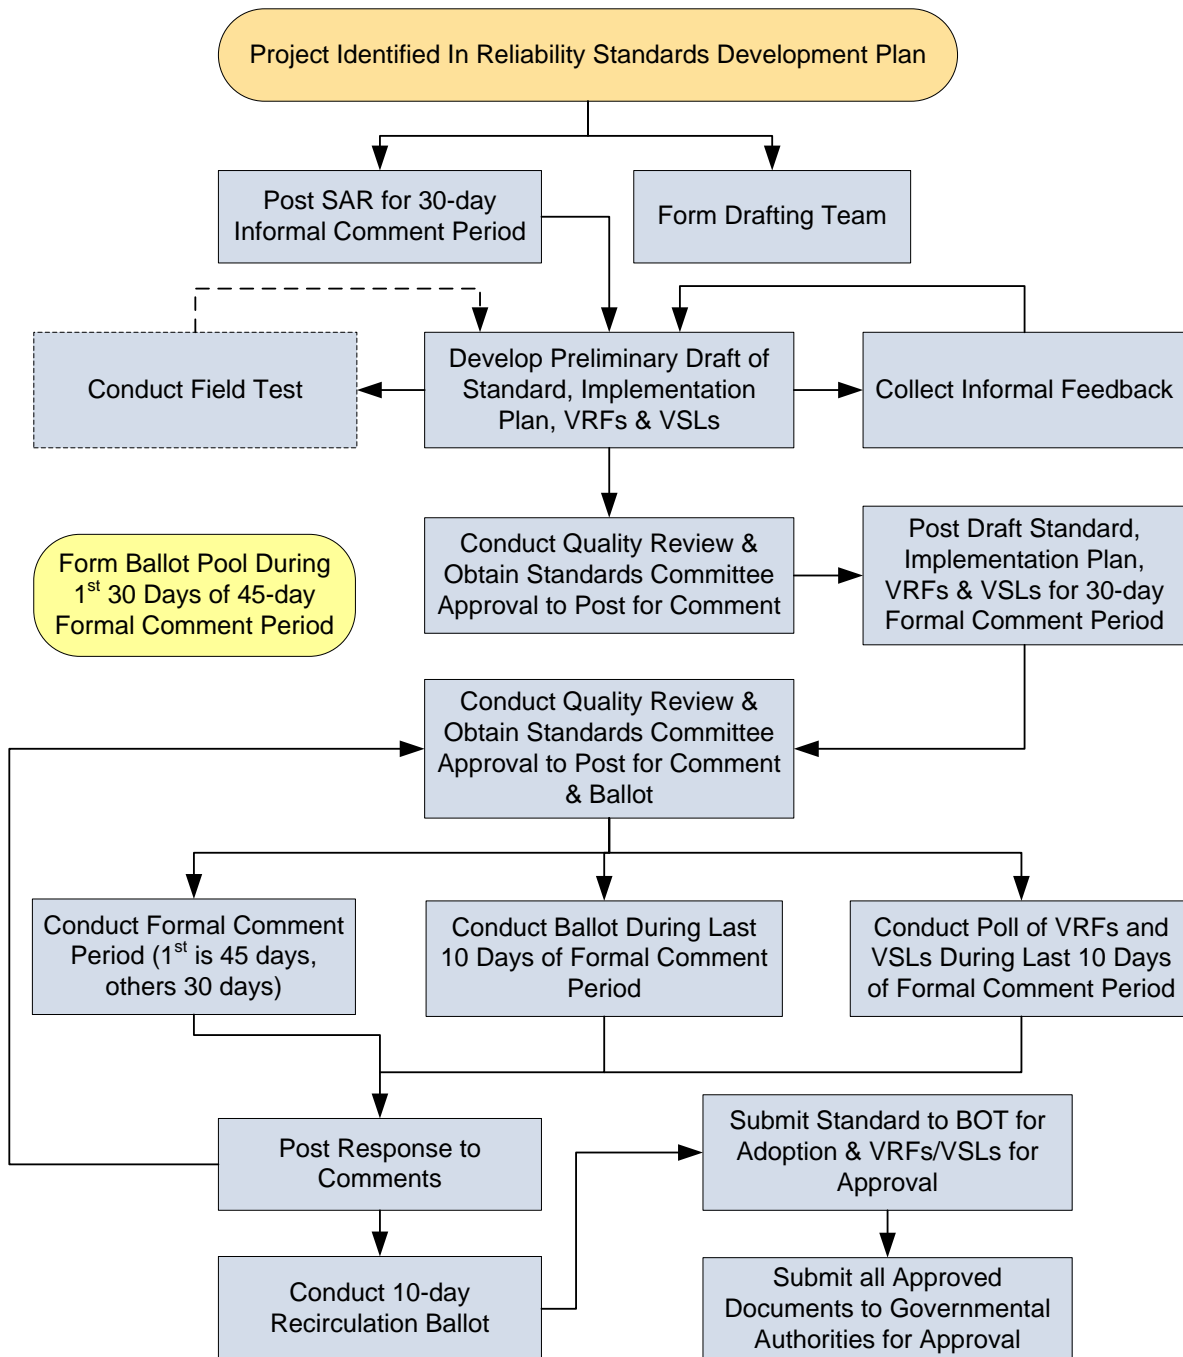 Project Identified In Reliability Standards Development Plan
Post SAR for 30-day
Informal Comment Period
Form Drafting Team
Conduct Field Test
Develop Preliminary Draft of
Standard, Implementation
Plan, VRFs & VSLs
Collect Informal Feedback
Form Ballot Pool During
1st 30 Days of 45-day
Formal Comment Period
Conduct Quality Review &
Obtain Standards Committee
Approval to Post for Comment
Post Draft Standard,
Implementation Plan,
VRFs & VSLs for 30-day
Formal Comment Period
Conduct Quality Review &
Obtain Standards Committee
Approval to Post for Comment
& Ballot
Conduct Formal Comment
Period (1st is 45 days,
others 30 days)
Conduct Ballot During Last
10 Days of Formal Comment
Period
Conduct Poll of VRFs and
VSLs During Last 10 Days
of Formal Comment Period
Post Response to
Comments
Submit Standard to BOT for
Adoption & VRFs/VSLs for
Approval
Conduct 10-day
Recirculation Ballot
Submit all Approved
Documents to Governmental
Authorities for Approval